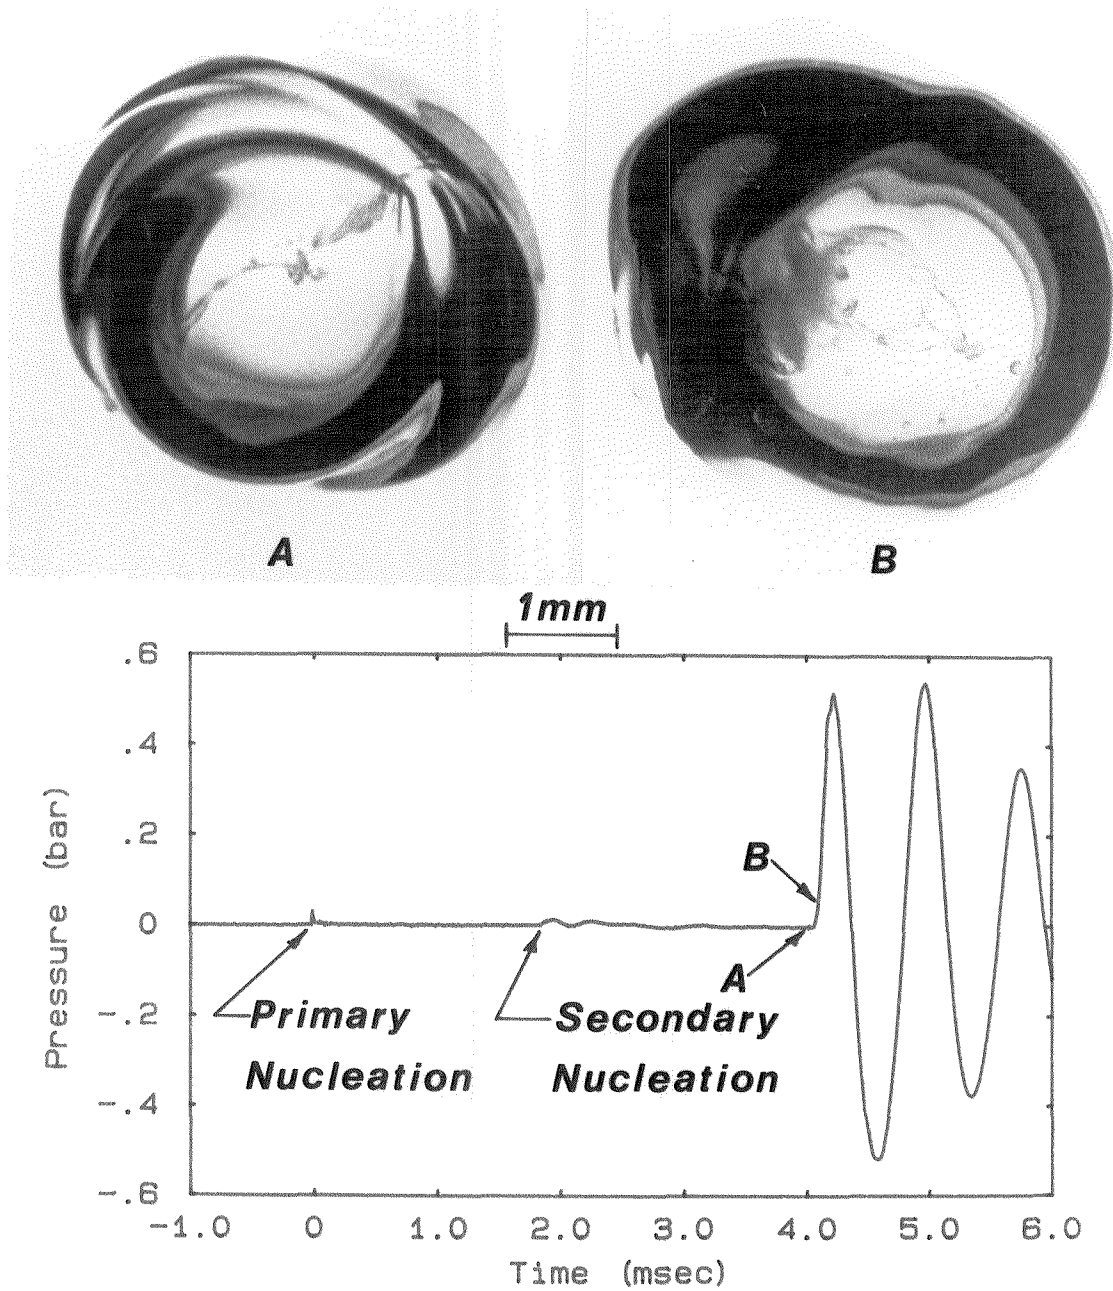 A
B
1mm
.6
.4
.2
0
-.2
-.4
-.6
Pressure (bar)
B
A
Primary
Nucleation
Secondary
Nucleation
-1.0 0 1.0 2.0 3.0 4.0 5.0 6.0
Time (msec)